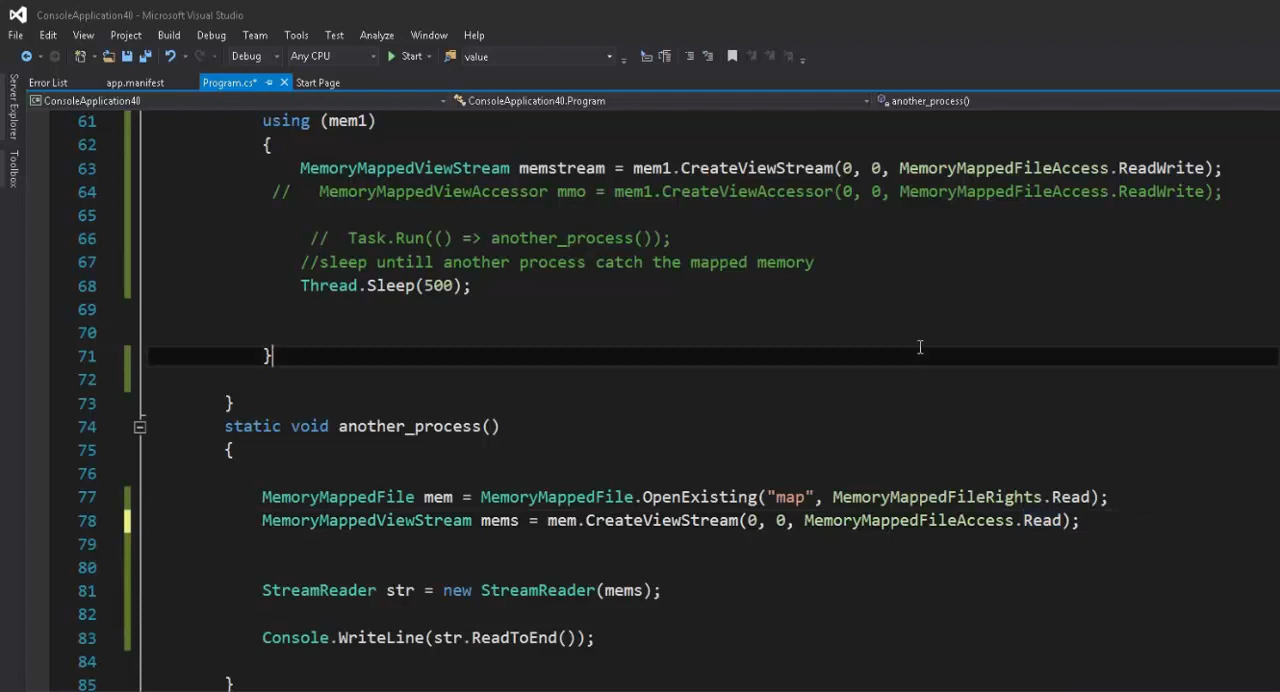 ConsoleApplication40 - Microsoft Visual Studio
File Edit View Project Build Debug Team Tools Test Analyze Window Help
Debug Any CPU Start value
Error List app.manifest Program.cs* Start Page
ConsoleApplication40 ConsoleApplication40.Program another_process()
Server Explorer
Toolbox
61 using (mem1)
62 {
63 MemoryMappedViewStream memstream = mem1.CreateViewStream(0, 0, MemoryMappedFileAccess.ReadWrite);
64 // MemoryMappedViewAccessor mmo = mem1.CreateViewAccessor(0, 0, MemoryMappedFileAccess.ReadWrite);
65
66 // Task.Run(() => another_process());
67 //sleep untill another process catch the mapped memory
68 Thread.Sleep(500);
69
70
71 }
72
73 }
74 static void another_process()
75 {
76
77 MemoryMappedFile mem = MemoryMappedFile.OpenExisting("map", MemoryMappedFileRights.Read);
78 MemoryMappedViewStream mems = mem.CreateViewStream(0, 0, MemoryMappedFileAccess.Read);
79
80
81 StreamReader str = new StreamReader(mems);
82
83 Console.WriteLine(str.ReadToEnd());
84
85 }